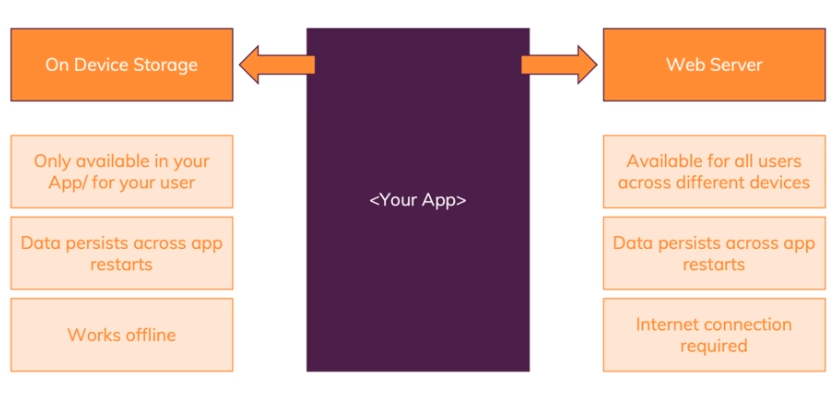 On Device Storage
Only available in your
App/ for your user
Data persists across app
restarts
Works offline
<Your App>
Web Server
Available for all users
across different devices
Data persists across app
restarts
Internet connection
required